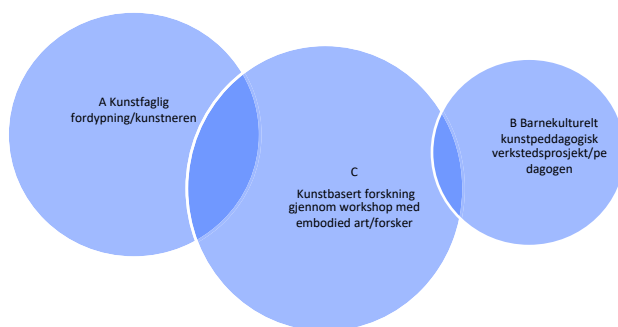 A Kunstfaglig
fordypning/kunstneren
C
Kunstbasert forskning
gjennom workshop med
embodied art/forsker
B Barnekulturelt
kunstpeddagogisk
verkstedsprosjekt/pe
dagogen